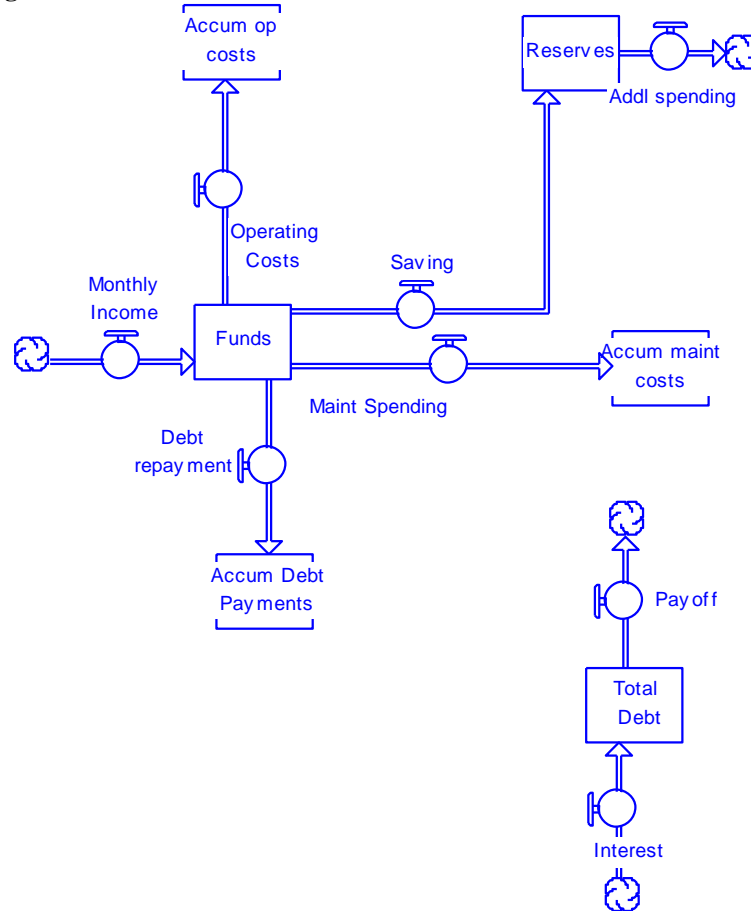 g
Accum op
costs
Reserves
Addl spending
Operating
Costs
Saving
Monthly
Income
Funds
Accum maint
costs
Maint Spending
Debt
repayment
Accum Debt
Payments
Payoff
Total
Debt
Interest